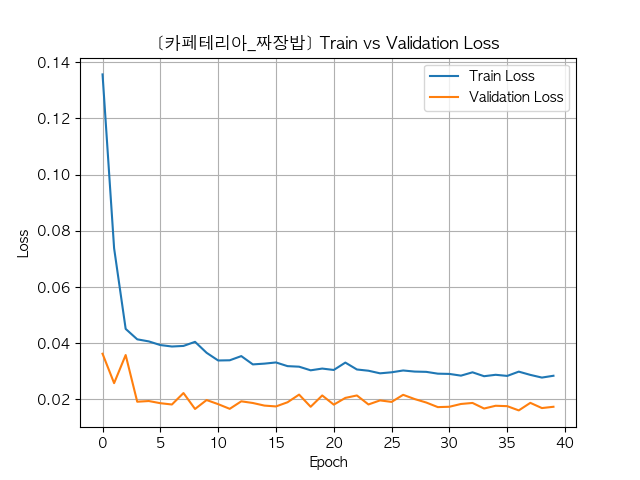 [카페테리아_짜장밥] Train vs Validation Loss
Train Loss
Validation Loss
Loss
0.14
0.12
0.10
0.08
0.06
0.04
0.02
0 5 10 15 20 25 30 35 40
Epoch